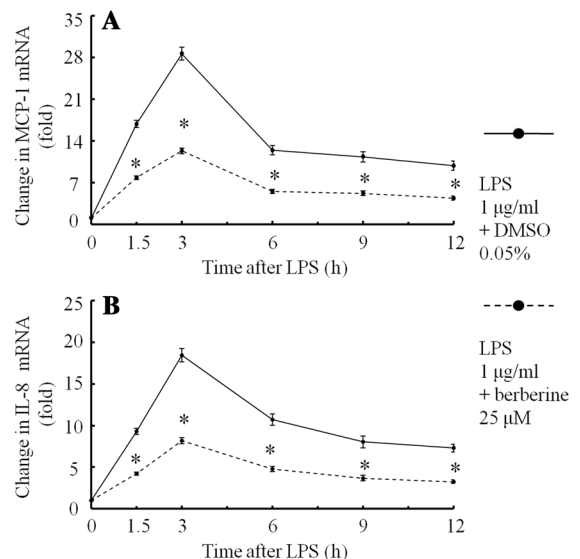 A
Change in MCP-1 mRNA
(fold)
35
28
21
14
7
0
* * * * *
0 1.5 3 6 9 12
Time after LPS (h)
LPS
1 μg/ml
+ DMSO
0.05%
B
Change in IL-8 mRNA
(fold)
25
20
15
10
5
0
* * * * *
0 1.5 3 6 9 12
Time after LPS (h)
LPS
1 μg/ml
+ berberine
25 μM